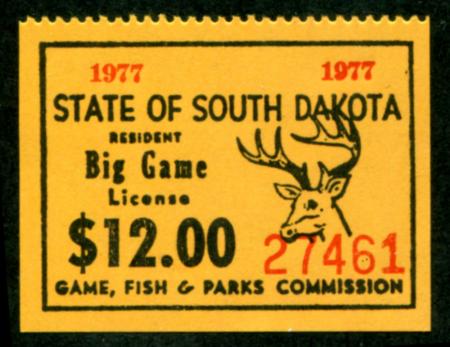 1977 1977
STATE OF SOUTH DAKOTA
RESIDENT
Big Game
License
$12.00
27461
GAME, FISH & PARKS COMMISSION